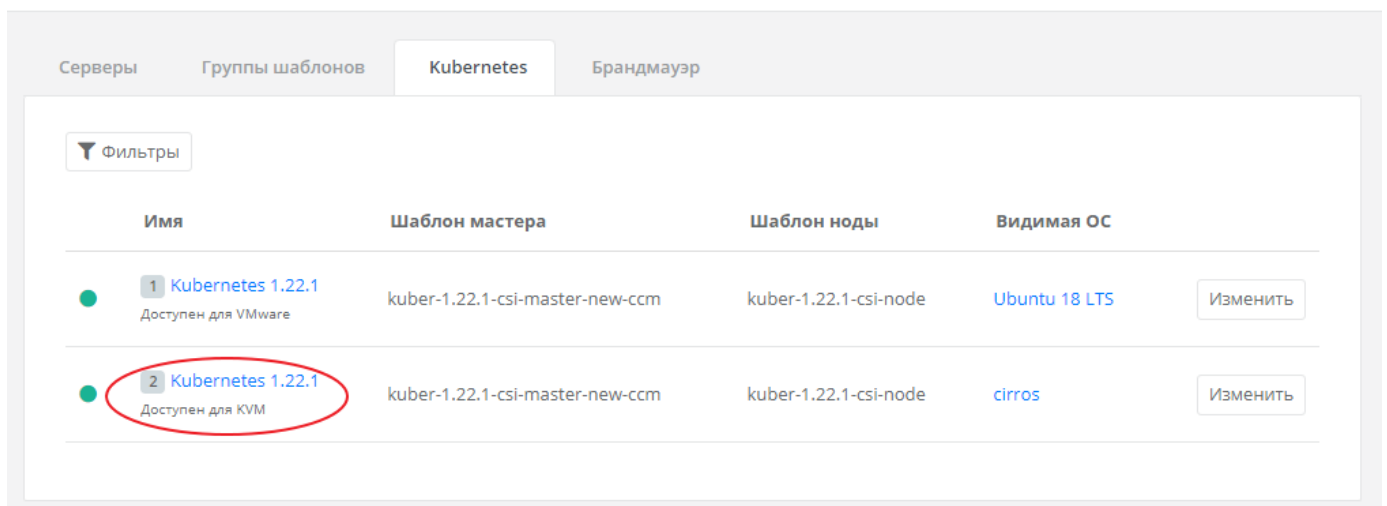 Серверы Группы шаблонов Kubernetes Брандмауэр
Фильтры
Имя Шаблон мастера Шаблон ноды Видимая ОС
1 Kubernetes 1.22.1 kuber-1.22.1-csi-master-new-ccm kuber-1.22.1-csi-node Ubuntu 18 LTS Изменить
Доступен для VMware
2 Kubernetes 1.22.1 kuber-1.22.1-csi-master-new-ccm kuber-1.22.1-csi-node cirros Изменить
Доступен для KVM